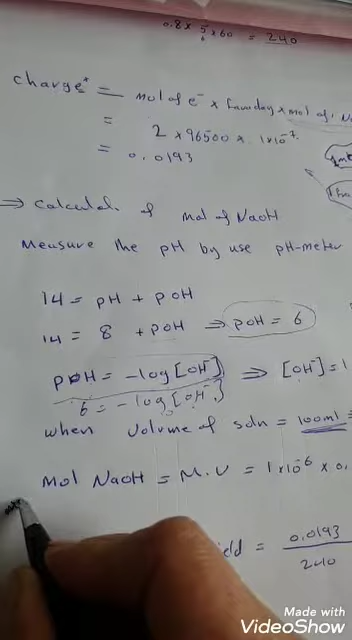 0.8 x 5/6 x 60 = 240
charge* = mol of e⁻ x faraday x mol of
= 2 x 96500 x 1x10⁻⁷
= 0.0193
⇒ Calculat. of mol of NaOH
Measure the pH by use pH-meter
14 = pH + pOH
14 = 8 + pOH ⇒ pOH = 6
pOH = -log [OH⁻] ⇒ [OH⁻] = 1
6 = -log [OH⁻]
when volume of soln = 100ml =
Mol NaOH = M.V = 1x10⁻⁶ x 0.
= 0.0193 / 240
Made with
VideoShow